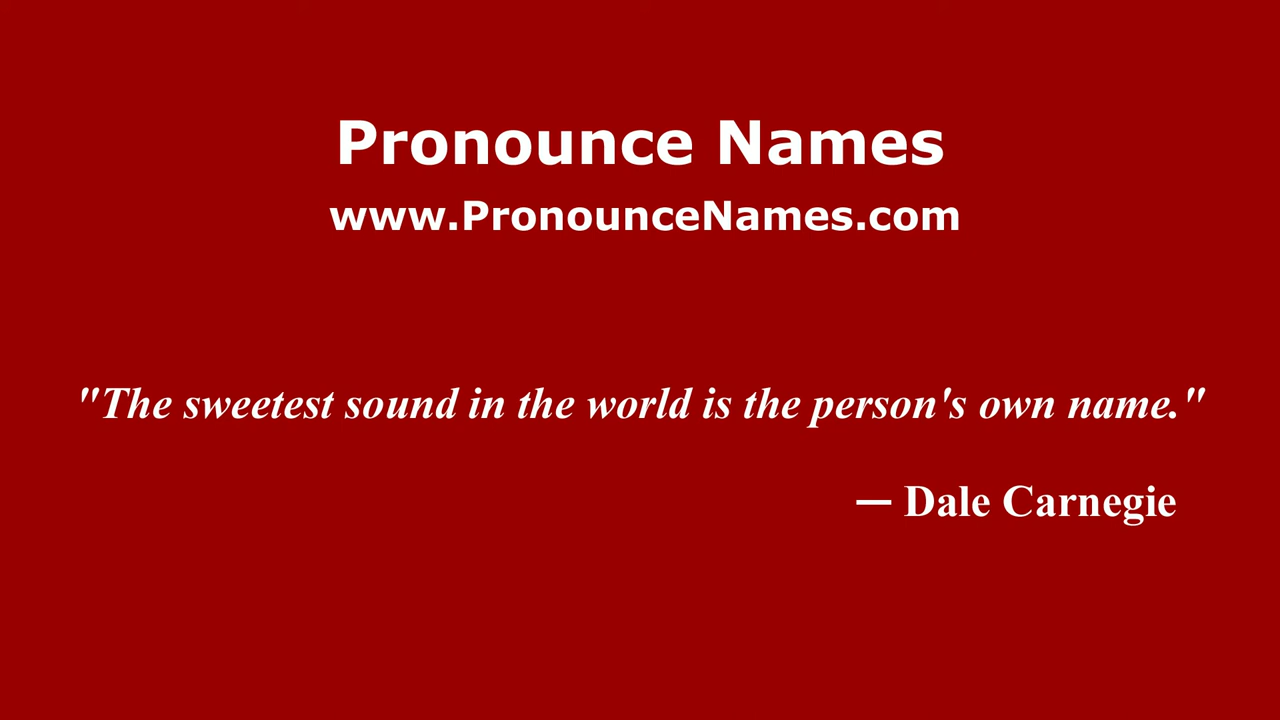 Pronounce Names
www.PronounceNames.com
"The sweetest sound in the world is the person's own name."
— Dale Carnegie